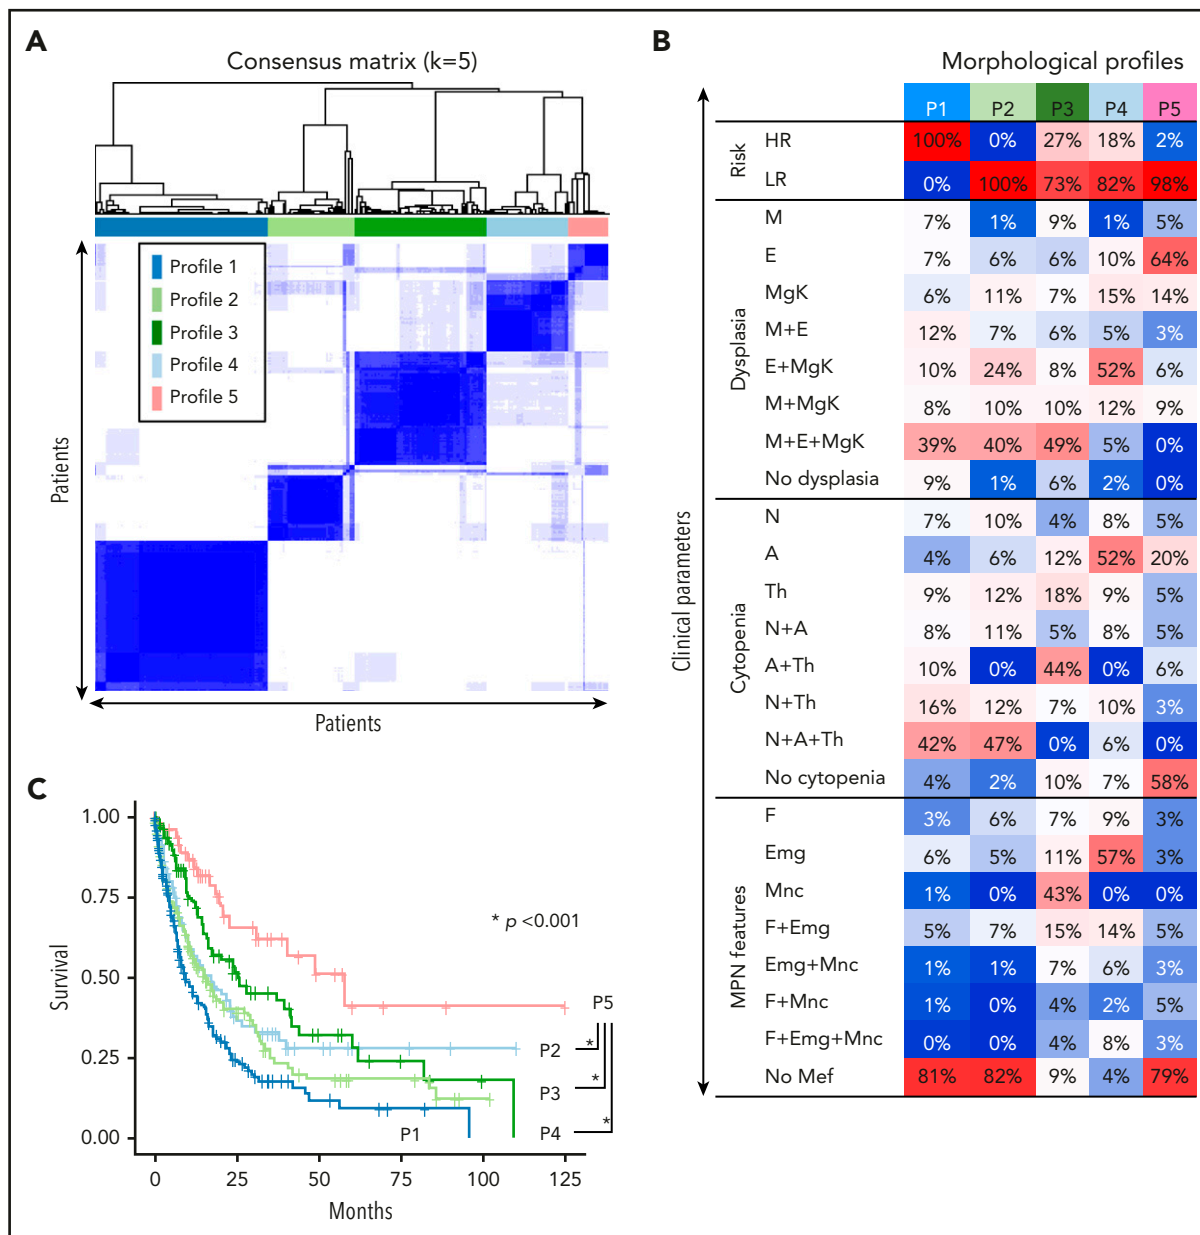 A
Consensus matrix (k=5)
Profile 1
Profile 2
Profile 3
Profile 4
Profile 5
Patients
Patients
B
Morphological profiles
P1 P2 P3 P4 P5
Clinical parameters
Risk
HR 100% 0% 27% 18% 2%
LR 0% 100% 73% 82% 98%
Dysplasia
M 7% 1% 9% 1% 5%
E 7% 6% 6% 10% 64%
MgK 6% 11% 7% 15% 14%
M+E 12% 7% 6% 5% 3%
E+MgK 10% 24% 8% 52% 6%
M+MgK 8% 10% 10% 12% 9%
M+E+MgK 39% 40% 49% 5% 0%
No dysplasia 9% 1% 6% 2% 0%
Cytopenia
N 7% 10% 4% 8% 5%
A 4% 6% 12% 52% 20%
Th 9% 12% 18% 9% 5%
N+A 8% 11% 5% 8% 5%
A+Th 10% 0% 44% 0% 6%
N+Th 16% 12% 7% 10% 3%
N+A+Th 42% 47% 0% 6% 0%
No cytopenia 4% 2% 10% 7% 58%
MPN features
F 3% 6% 7% 9% 3%
Emg 6% 5% 11% 57% 3%
Mnc 1% 0% 43% 0% 0%
F+Emg 5% 7% 15% 14% 5%
Emg+Mnc 1% 1% 7% 6% 3%
F+Mnc 1% 0% 4% 2% 5%
F+Emg+Mnc 0% 0% 4% 8% 3%
No Mef 81% 82% 9% 4% 79%
C
Survival
1.00
0.75
0.50
0.25
0.00
* p <0.001
P5
P2 *
P3 *
P4 *
P1
0 25 50 75 100 125
Months